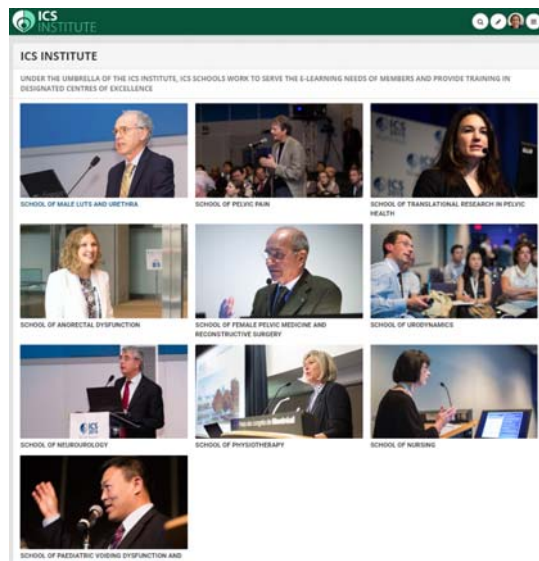 ICS
INSTITUTE
ICS INSTITUTE
UNDER THE UMBRELLA OF THE ICS INSTITUTE, ICS SCHOOLS WORK TO SERVE THE E-LEARNING NEEDS OF MEMBERS AND PROVIDE TRAINING IN
DESIGNATED CENTRES OF EXCELLENCE
SCHOOL OF MALE LUTS AND URETHRA
SCHOOL OF PELVIC PAIN
SCHOOL OF TRANSLATIONAL RESEARCH IN PELVIC
HEALTH
SCHOOL OF ANORECTAL DYSFUNCTION
SCHOOL OF FEMALE PELVIC MEDICINE AND
RECONSTRUCTIVE SURGERY
SCHOOL OF URODYNAMICS
ICS
SCHOOL OF NEUROUROLOGY
SCHOOL OF PHYSIOTHERAPY
SCHOOL OF NURSING
SCHOOL OF PAEDIATRIC VOIDING DYSFUNCTION AND